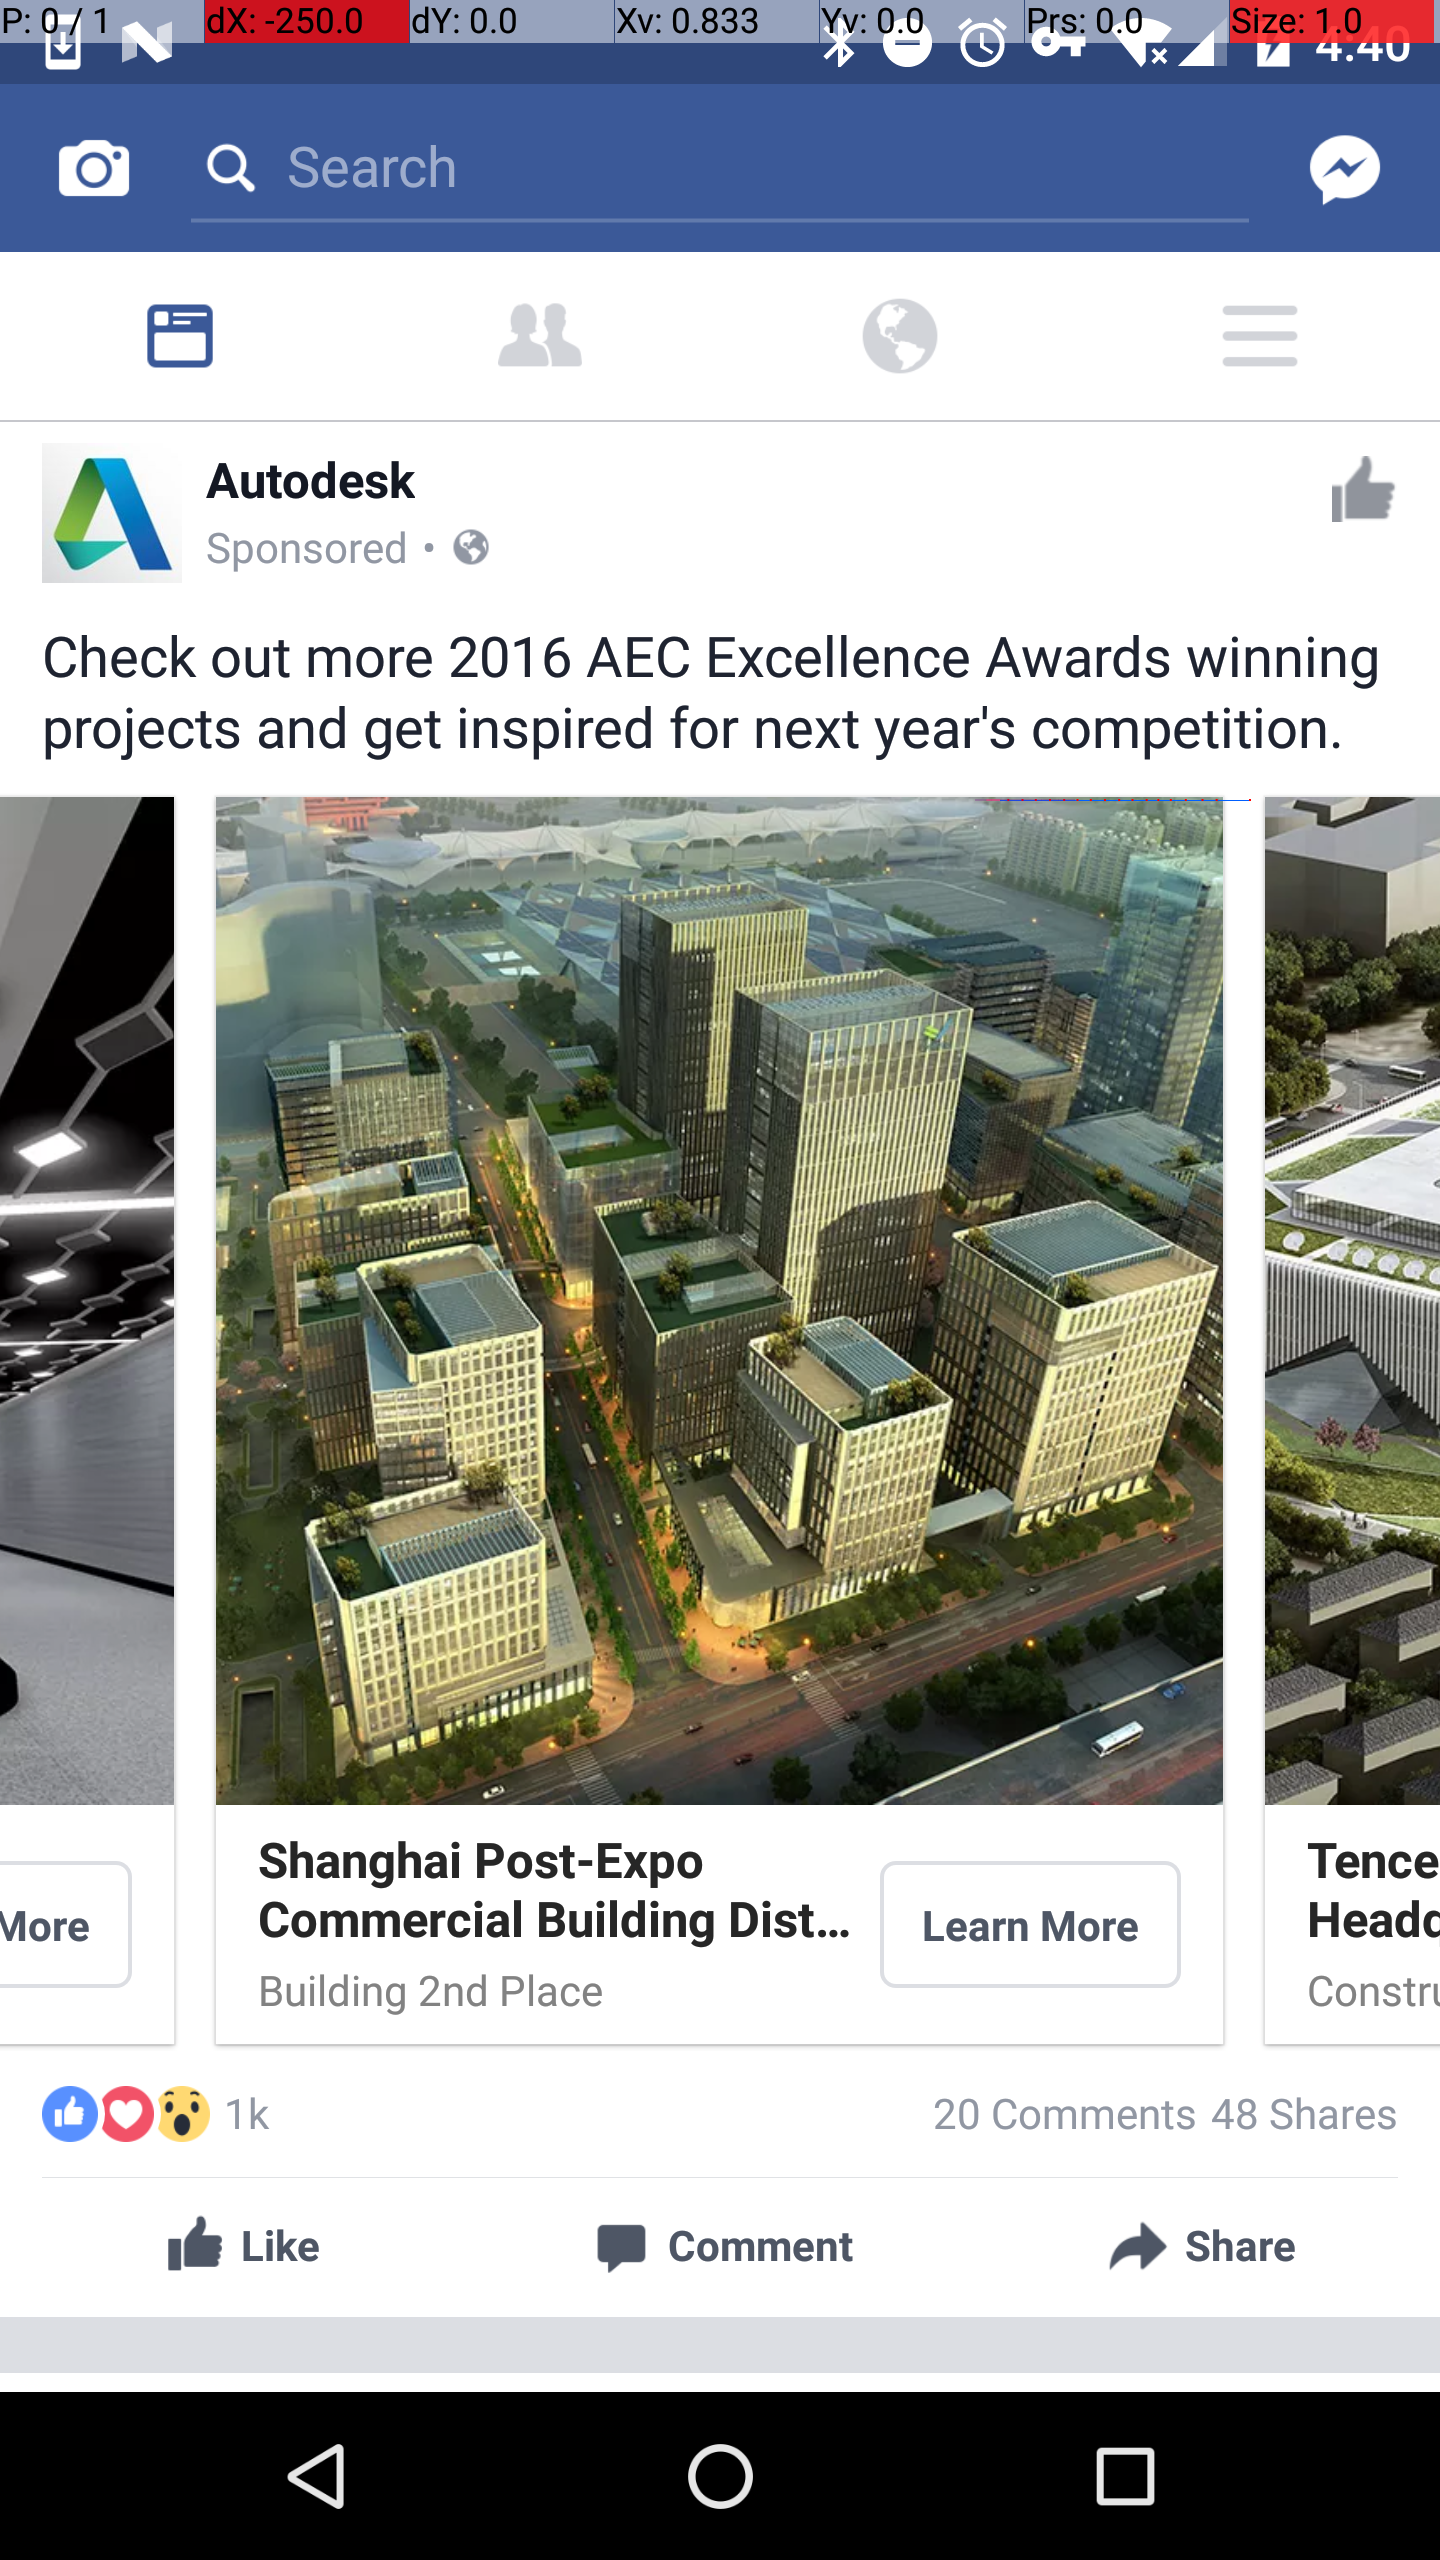 P: 0 / 1 dX: -250.0 dY: 0.0 Xv: 0.833 Yv: 0.0 Prs: 0.0 Size: 1.0
4:40
Search
Autodesk
Sponsored •
Check out more 2016 AEC Excellence Awards winning
projects and get inspired for next year's competition.
Shanghai Post-Expo
Commercial Building Dist...
Building 2nd Place
More
Learn More
Tence
Headq
Constru
1k
20 Comments 48 Shares
Like
Comment
Share